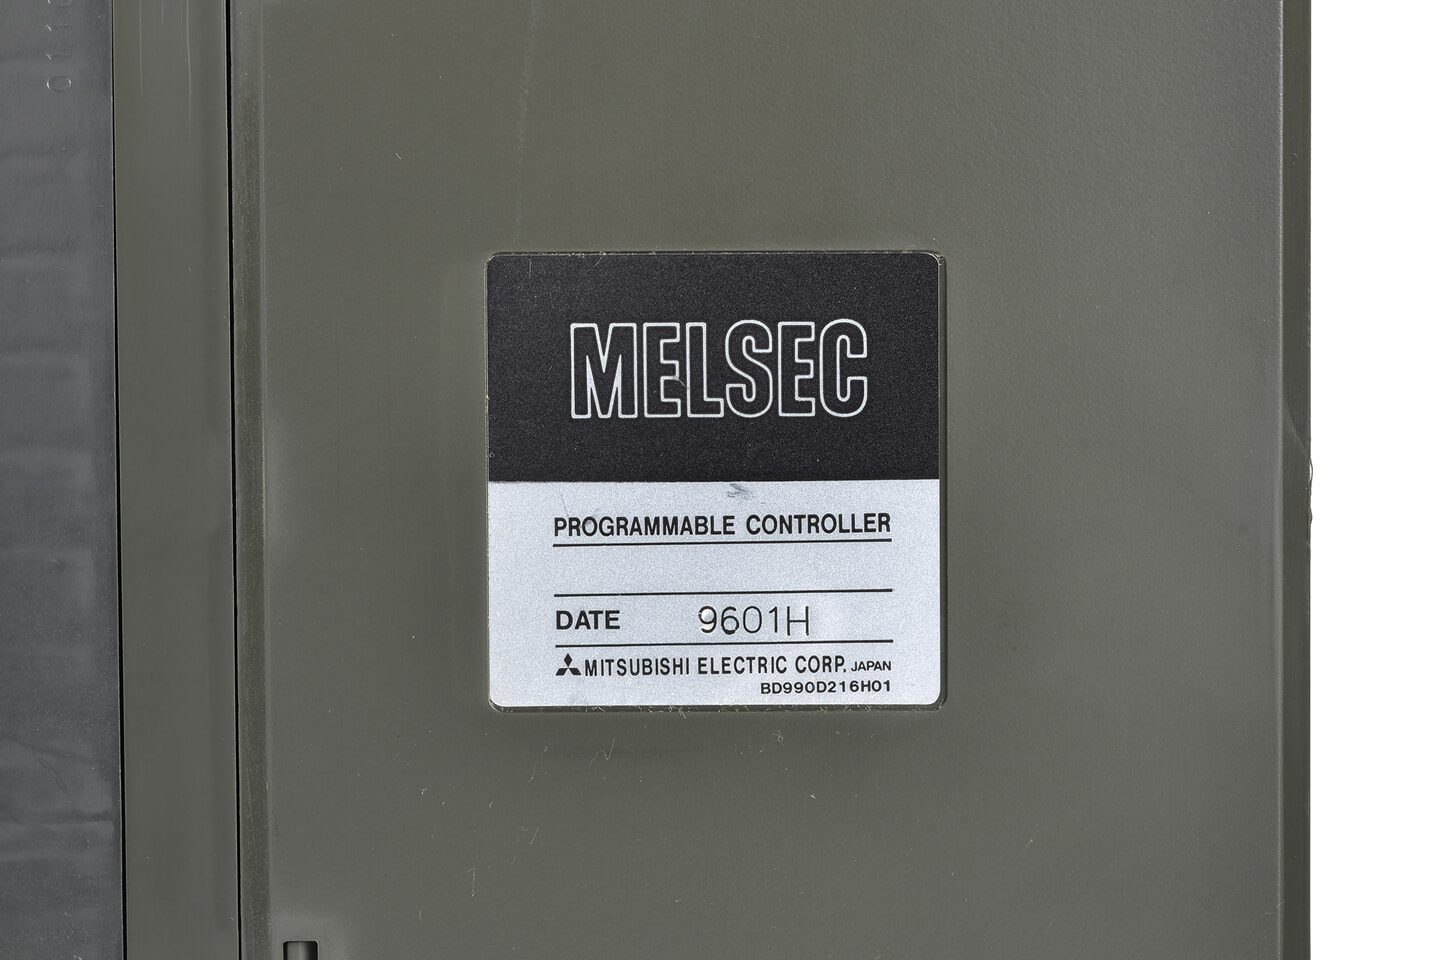 MELSEC
PROGRAMMABLE CONTROLLER
DATE 9601H
MITSUBISHI ELECTRIC CORP. JAPAN
BD990D216H01